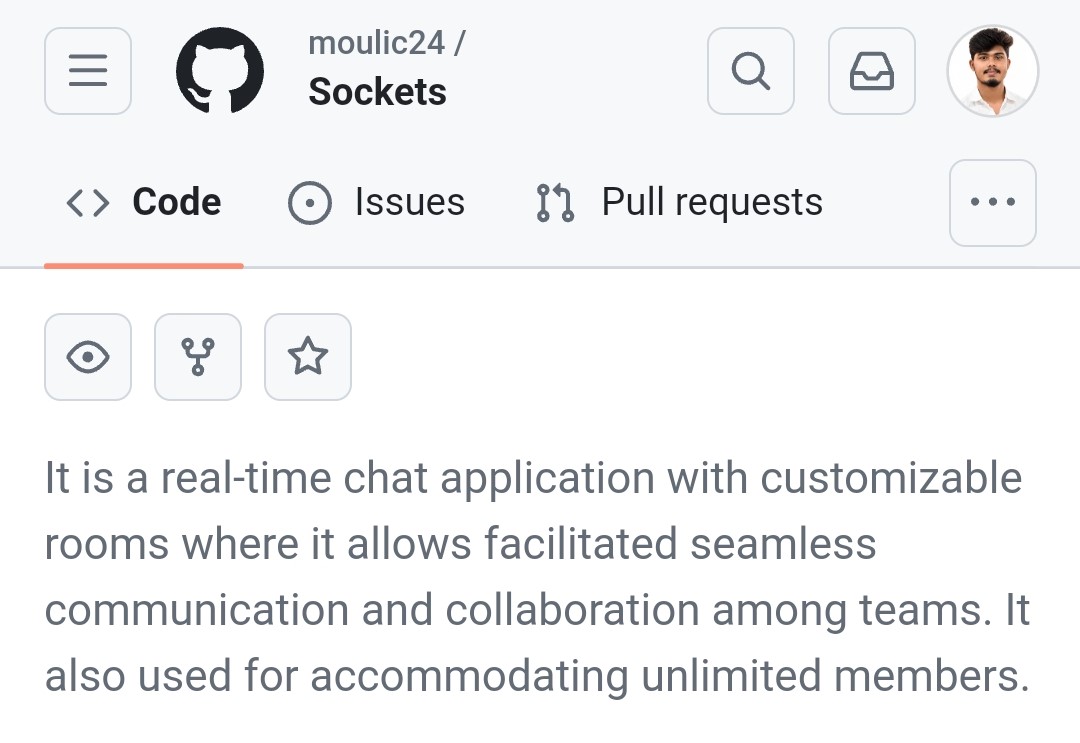 moulic24 /
Sockets
Code Issues Pull requests
It is a real-time chat application with customizable
rooms where it allows facilitated seamless
communication and collaboration among teams. It
also used for accommodating unlimited members.